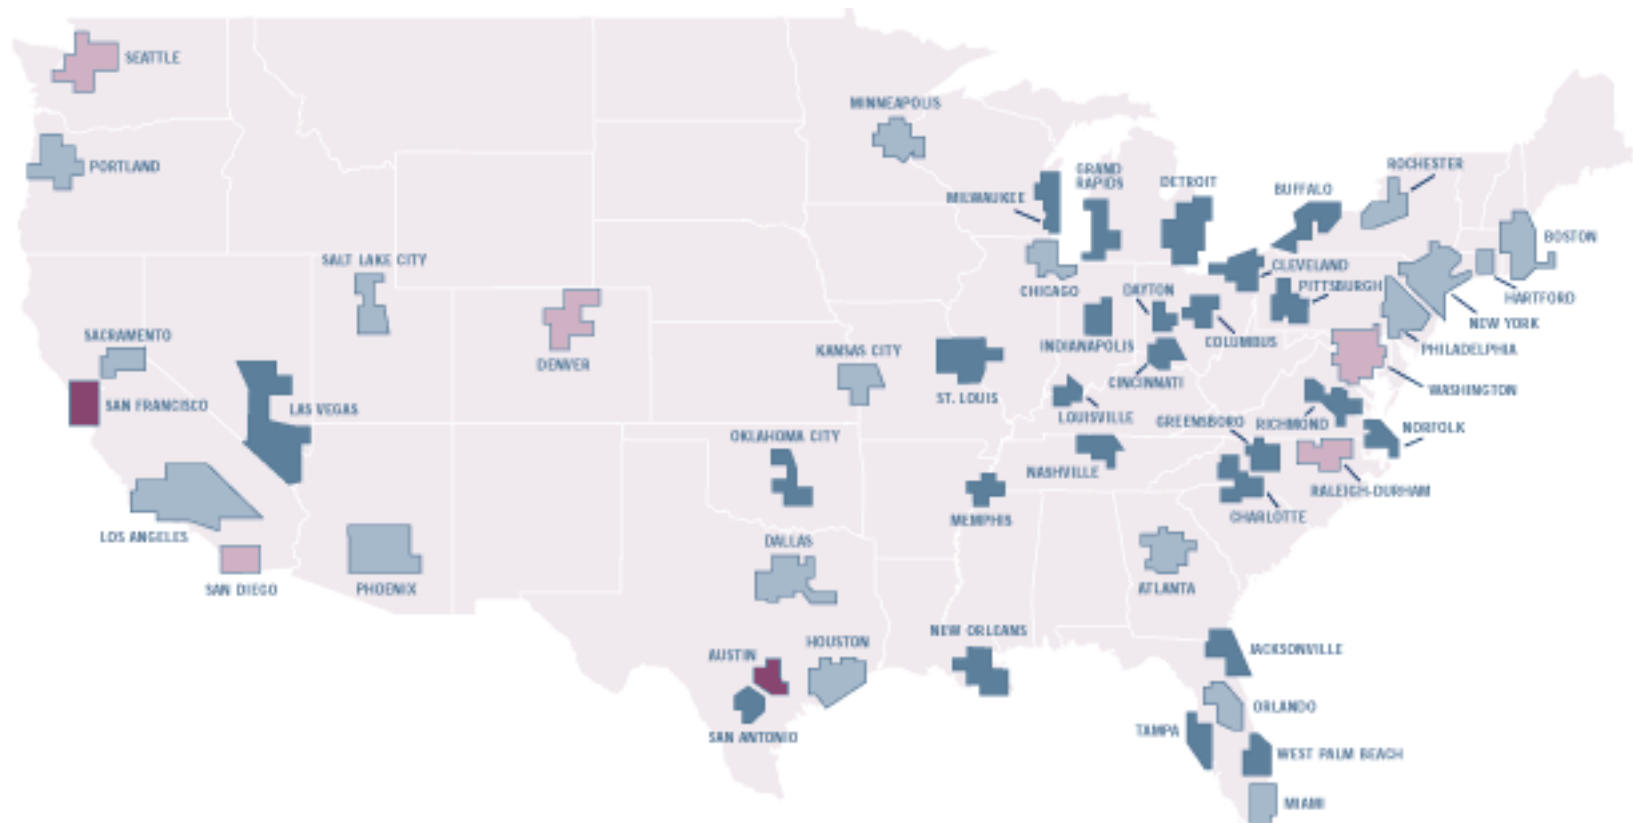 SEATTLE
PORTLAND
MINNEAPOLIS
MILWAUKEE
GRAND
RAPIDS
DETROIT
BUFFALO
ROCHESTER
BOSTON
SALT LAKE CITY
CHICAGO
DAYTON
CLEVELAND
PITTSBURGH
HARTFORD
NEW YORK
SACRAMENTO
DENVER
KANSAS CITY
INDIANAPOLIS
COLUMBUS
PHILADELPHIA
SAN FRANCISCO
LAS VEGAS
ST. LOUIS
CINCINNATI
WASHINGTON
LOUISVILLE
GREENSBORO
RICHMOND
NORFOLK
OKLAHOMA CITY
NASHVILLE
RALEIGH-DURHAM
MEMPHIS
CHARLOTTE
LOS ANGELES
DALLAS
SAN DIEGO
PHOENIX
ATLANTA
AUSTIN
HOUSTON
NEW ORLEANS
JACKSONVILLE
ORLANDO
SAN ANTONIO
TAMPA
WEST PALM BEACH
MIAMI